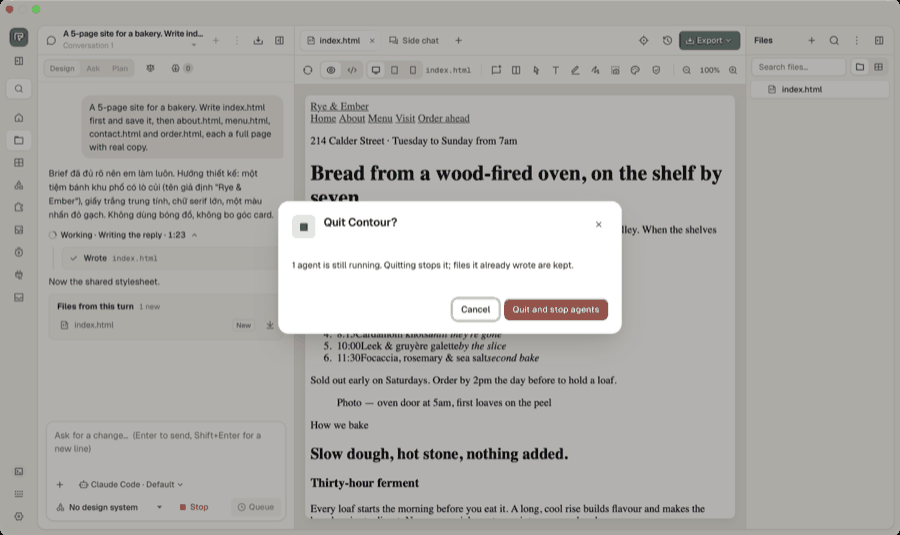 A 5-page site for a bakery. Write ind...
Conversation 1
Design Ask Plan 0
A 5-page site for a bakery. Write index.html
first and save it, then about.html, menu.html,
contact.html and order.html, each a full page
with real copy.
Brief đã đủ rõ nên em làm luôn. Hướng thiết kế: một
tiệm bánh khu phố có lò củi (tên giả định "Rye &
Ember"), giấy trắng trung tính, chữ serif lớn, một màu
nhấn đỏ gạch. Không dùng bóng đổ, không bo góc card.
Working · Writing the reply · 1:23
Wrote index.html
Now the shared stylesheet.
Files from this turn 1 new
index.html New
Ask for a change… (Enter to send, Shift+Enter for a
new line)
Claude Code · Default
No design system Stop Queue
index.html Side chat
Export
index.html 100%
Rye & Ember
Home About Menu Visit Order ahead
214 Calder Street · Tuesday to Sunday from 7am
Bread from a wood-fired oven, on the shelf by
seven
lley. When the shelves
Quit Contour?
1 agent is still running. Quitting stops it; files it already wrote are kept.
Cancel Quit and stop agents
5. 10:00Leek & gruyère galetteby the slice
6. 11:30Focaccia, rosemary & sea saltsecond bake
Sold out early on Saturdays. Order by 2pm the day before to hold a loaf.
Photo — oven door at 5am, first loaves on the peel
How we bake
Slow dough, hot stone, nothing added.
Thirty-hour ferment
Every loaf starts the morning before you eat it. A long, cool rise builds flavour and makes the
Files
Search files...
index.html